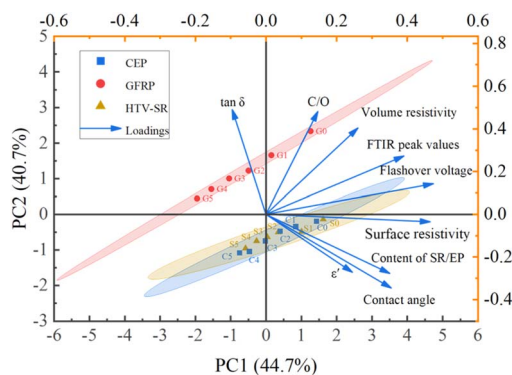 -0.6 -0.4 -0.2 0.0 0.2 0.4 0.6
5
4
3
2
1
0
-1
-2
-3
0.8
0.6
0.4
0.2
0.0
-0.2
-0.4
PC2 (40.7%)
CEP
GFRP
HTV-SR
Loadings
tan δ
C/O
Volume resistivity
FTIR peak values
Flashover voltage
Surface resistivity
Content of SR/EP
Contact angle
ε'
G0
G1
G2
G3
G4
G5
C1
C0
S0
S1
C2
S2
S3
C3
S4
S5
C4
C5
-6 -5 -4 -3 -2 -1 0 1 2 3 4 5 6
PC1 (44.7%)